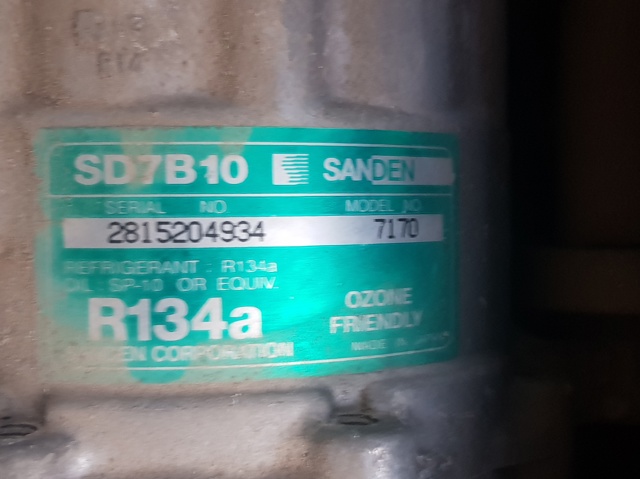 SD7B10 SANDEN
SERIAL NO MODEL NO
2815204934 7170
REFRIGERANT : R134a
OIL SP-10 OR EQUIV.
R134a
OZONE
FRIENDLY
CORPORATION
MADE IN